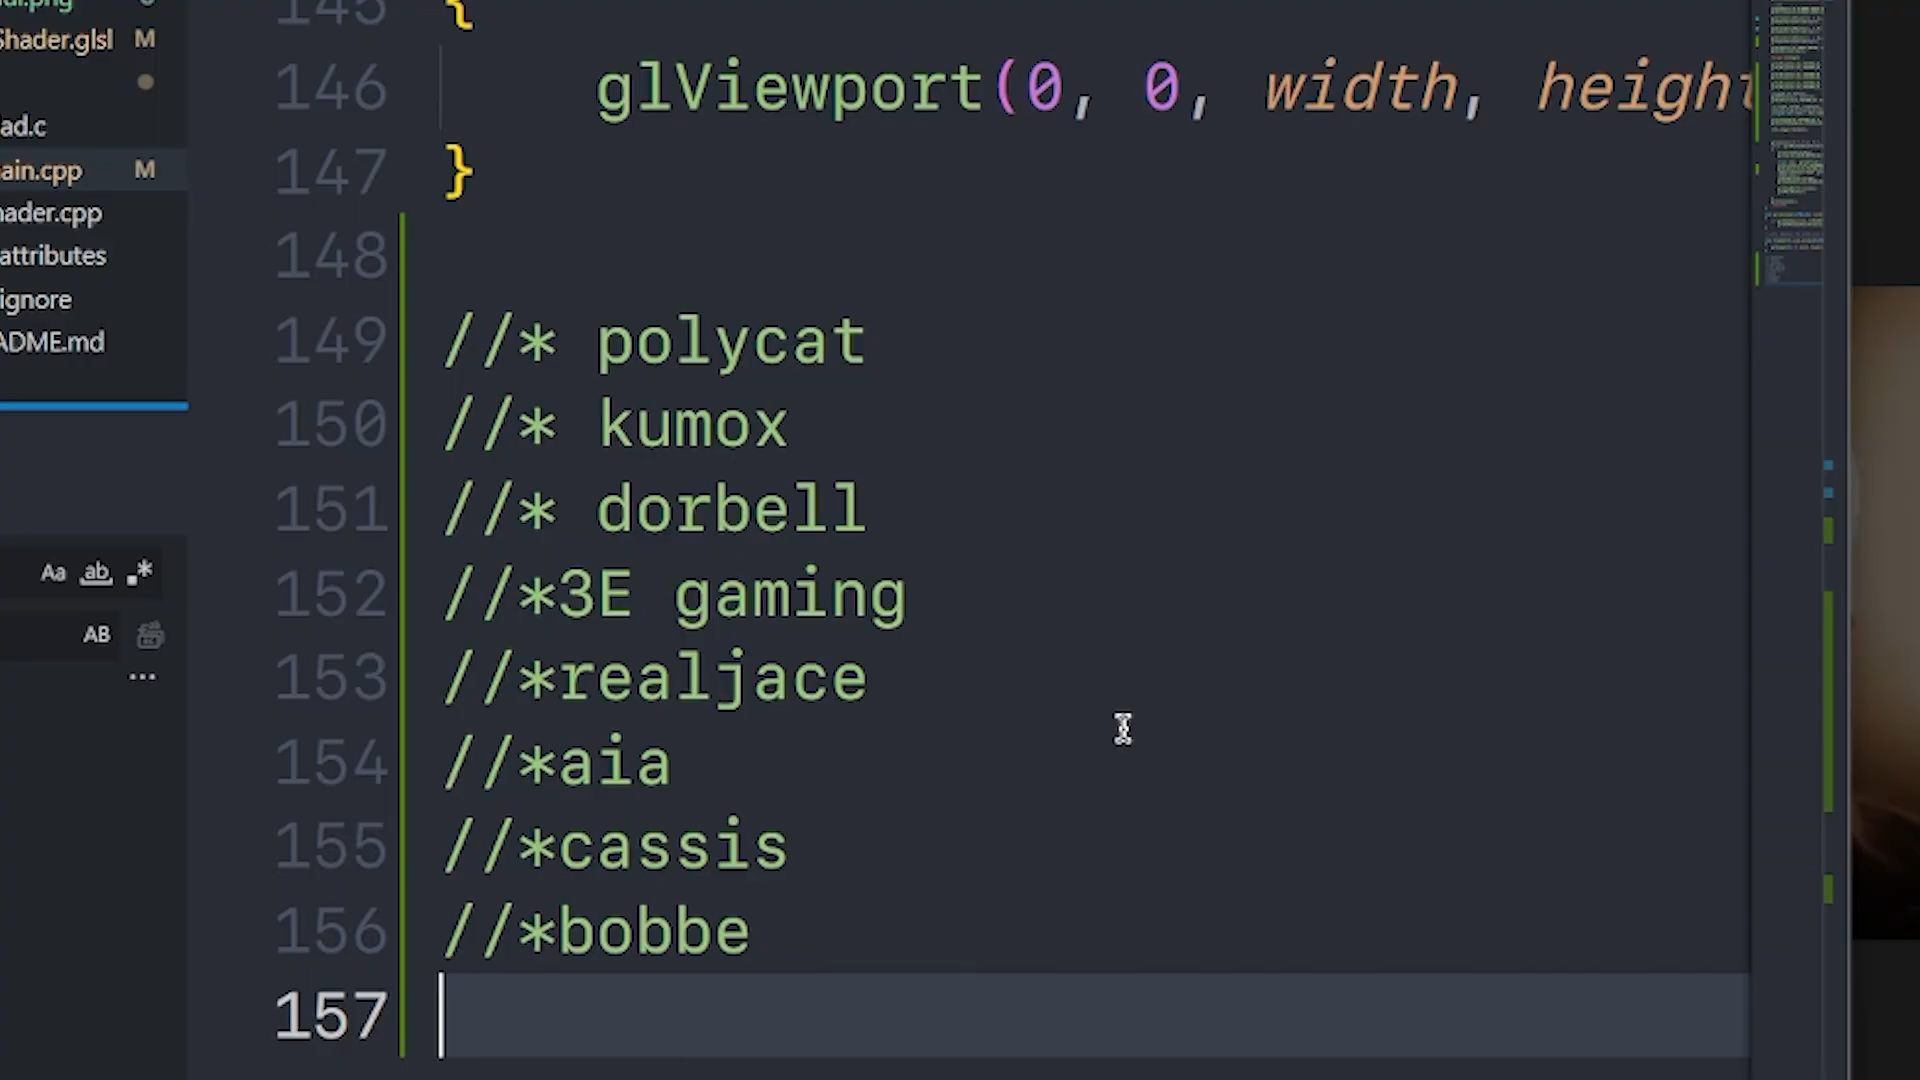 Shader.glsl M
ad.c
ain.cpp M
ader.cpp
attributes
ignore
ADME.md
Aa ab .*
AB
...
145 {
146 glViewport(0, 0, width, height
147 }
148
149 //* polycat
150 //* kumox
151 //* dorbell
152 //*3E gaming
153 //*realjace
154 //*aia
155 //*cassis
156 //*bobbe
157